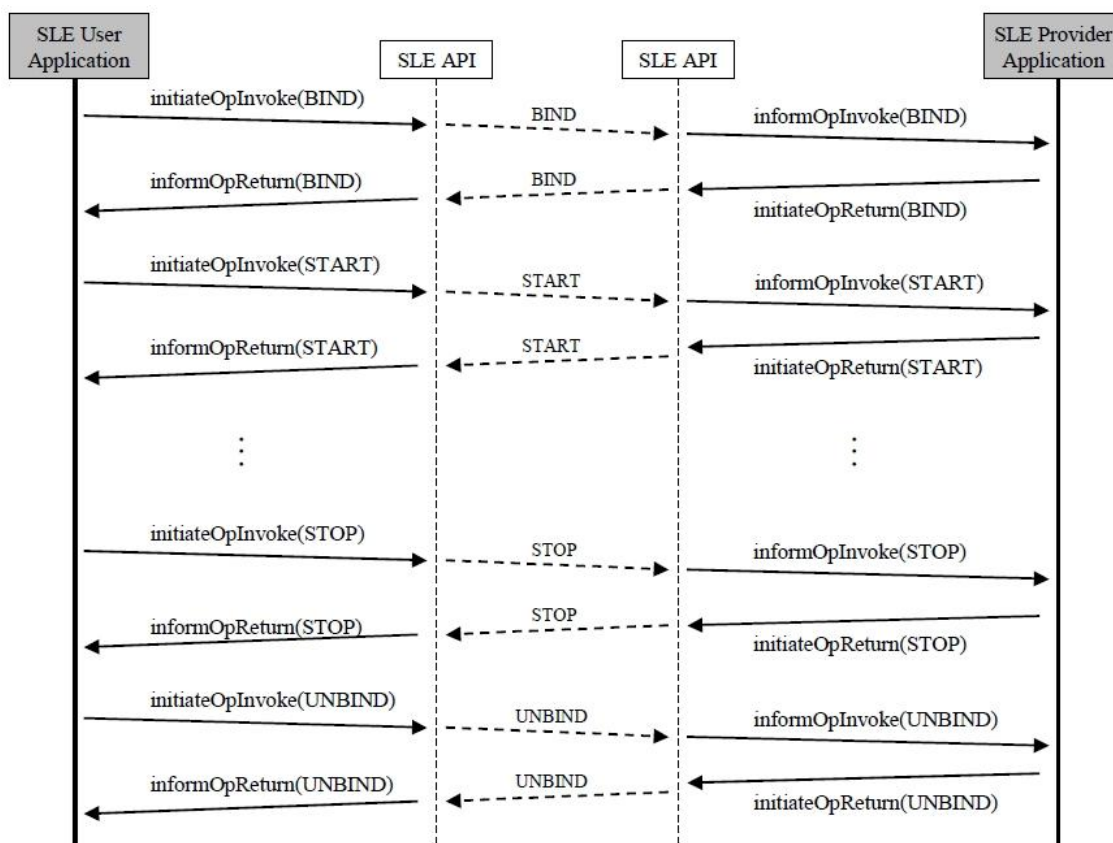 SLE User
Application
SLE API
SLE API
SLE Provider
Application
initiateOpInvoke(BIND)
BIND
informOpInvoke(BIND)
informOpReturn(BIND)
BIND
initiateOpReturn(BIND)
initiateOpInvoke(START)
START
informOpInvoke(START)
informOpReturn(START)
START
initiateOpReturn(START)
initiateOpInvoke(STOP)
STOP
informOpInvoke(STOP)
informOpReturn(STOP)
STOP
initiateOpReturn(STOP)
initiateOpInvoke(UNBIND)
UNBIND
informOpInvoke(UNBIND)
informOpReturn(UNBIND)
UNBIND
initiateOpReturn(UNBIND)